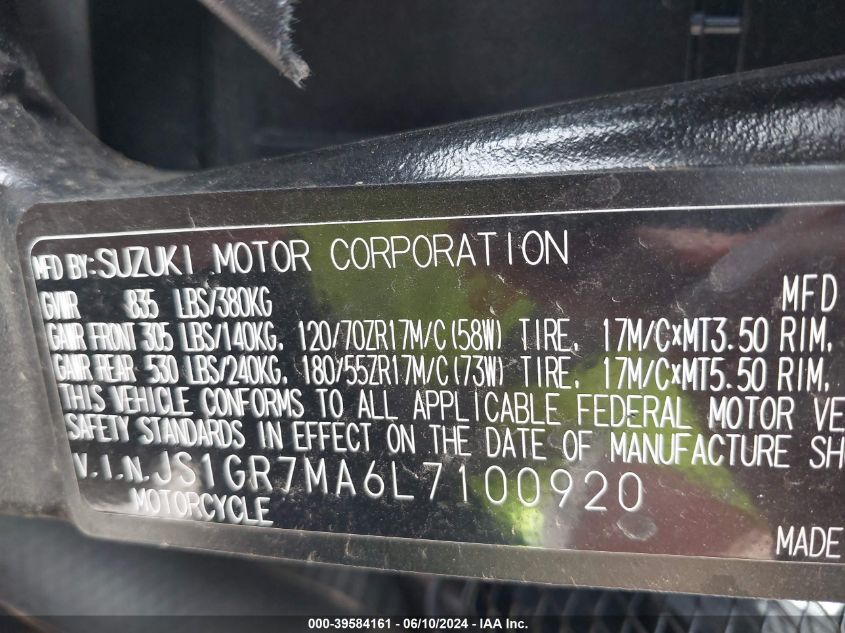 MFD BY:SUZUKI MOTOR CORPORATION
MFD
GVWR 835 LBS/380KG
GAWR FRONT 305 LBS/140KG, 120/70ZR17M/C(58W) TIRE, 17M/C×MT3.50 RIM,
GAWR REAR 530 LBS/240KG, 180/55ZR17M/C(73W) TIRE, 17M/C×MT5.50 RIM,
THIS VEHICLE CONFORMS TO ALL APPLICABLE FEDERAL MOTOR VE
SAFETY STANDARDS IN EFFECT ON THE DATE OF MANUFACTURE SH
V.I.N.JS1GR7MA6L7100920
MOTORCYCLE
MADE
000-39584161 - 06/10/2024 - IAA Inc.